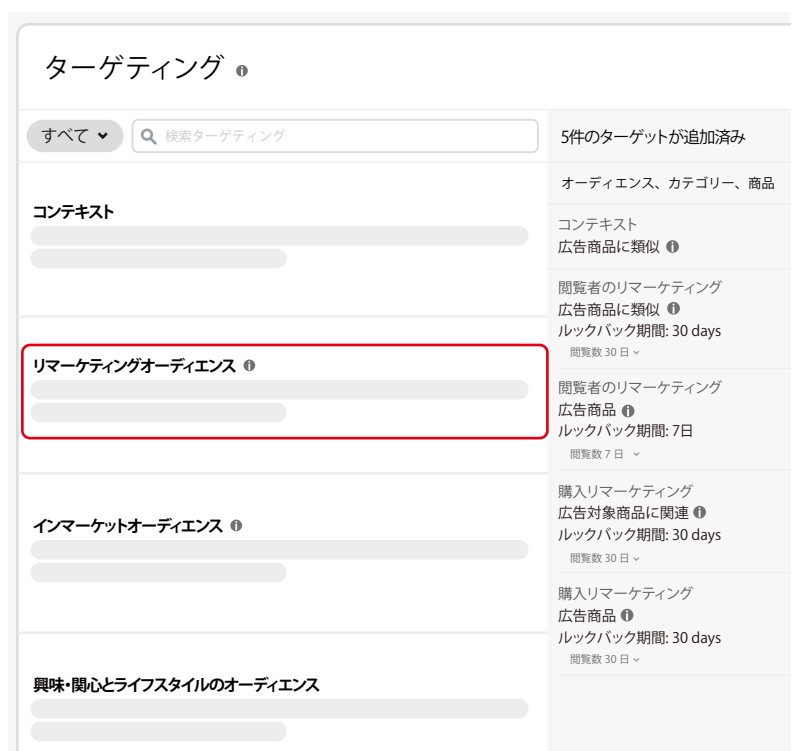 ターゲティング
すべて
検索ターゲティング
コンテキスト
リマーケティングオーディエンス
インマーケットオーディエンス
興味・関心とライフスタイルのオーディエンス
5件のターゲットが追加済み
オーディエンス、カテゴリー、商品
コンテキスト
広告商品に類似
閲覧者のリマーケティング
広告商品に類似
ルックバック期間: 30 days
閲覧数 30 日
閲覧者のリマーケティング
広告商品
ルックバック期間: 7日
閲覧数 7 日
購入リマーケティング
広告対象商品に関連
ルックバック期間: 30 days
閲覧数 30 日
購入リマーケティング
広告商品
ルックバック期間: 30 days
閲覧数 30 日